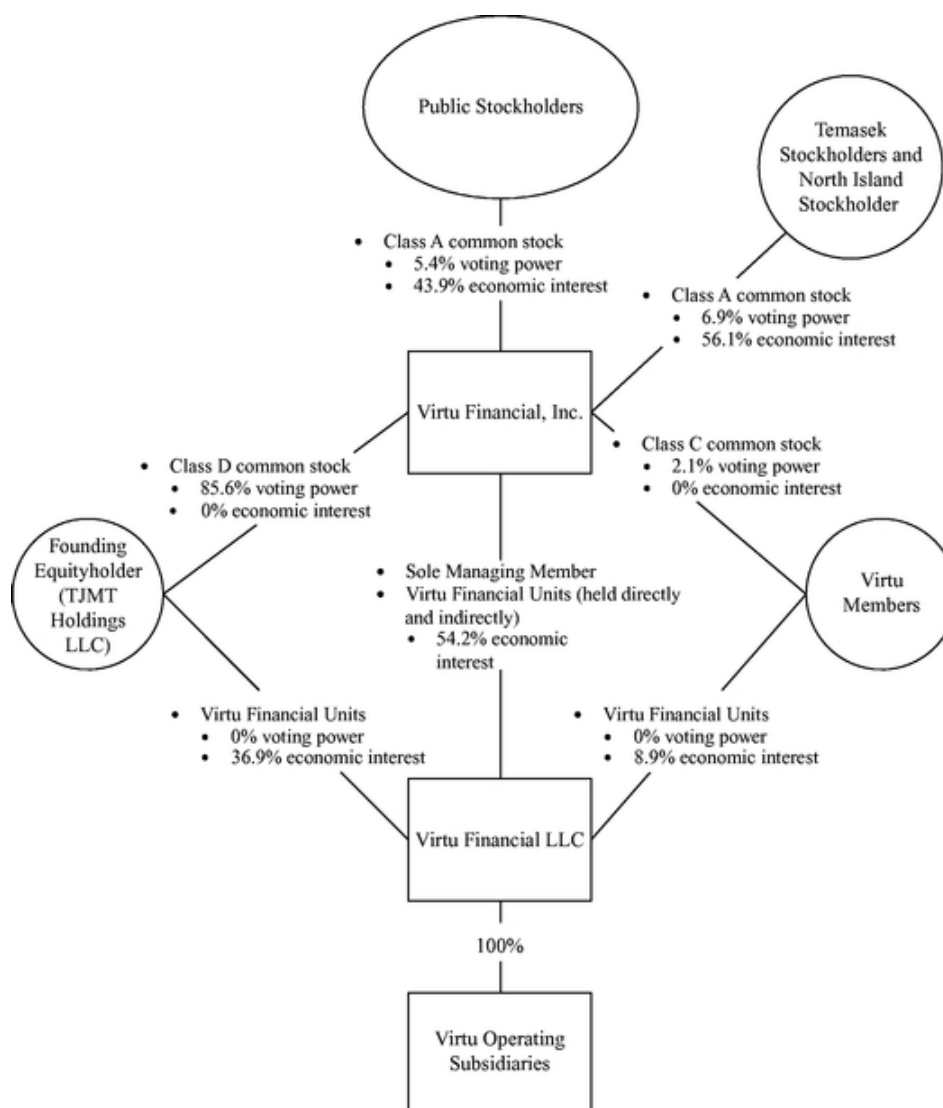 Public Stockholders
Temasek
Stockholders and
North Island
Stockholder
• Class A common stock
• 5.4% voting power
• 43.9% economic interest
• Class A common stock
• 6.9% voting power
• 56.1% economic interest
Virtu Financial, Inc.
• Class D common stock
• 85.6% voting power
• 0% economic interest
• Class C common stock
• 2.1% voting power
• 0% economic interest
Founding
Equityholder
(TJMT
Holdings
LLC)
• Sole Managing Member
• Virtu Financial Units (held directly
and indirectly)
• 54.2% economic
interest
Virtu
Members
• Virtu Financial Units
• 0% voting power
• 36.9% economic interest
• Virtu Financial Units
• 0% voting power
• 8.9% economic interest
Virtu Financial LLC
100%
Virtu Operating
Subsidiaries